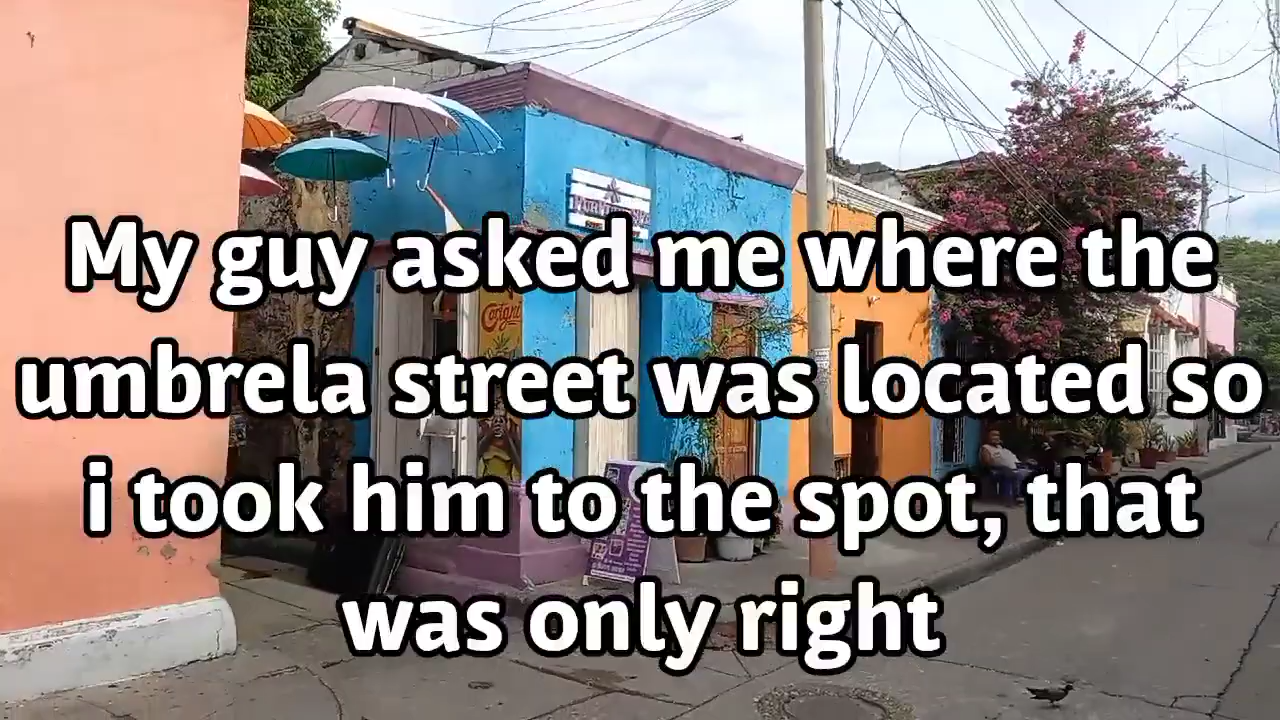 My guy asked me where the
umbrela street was located so
i took him to the spot, that
was only right